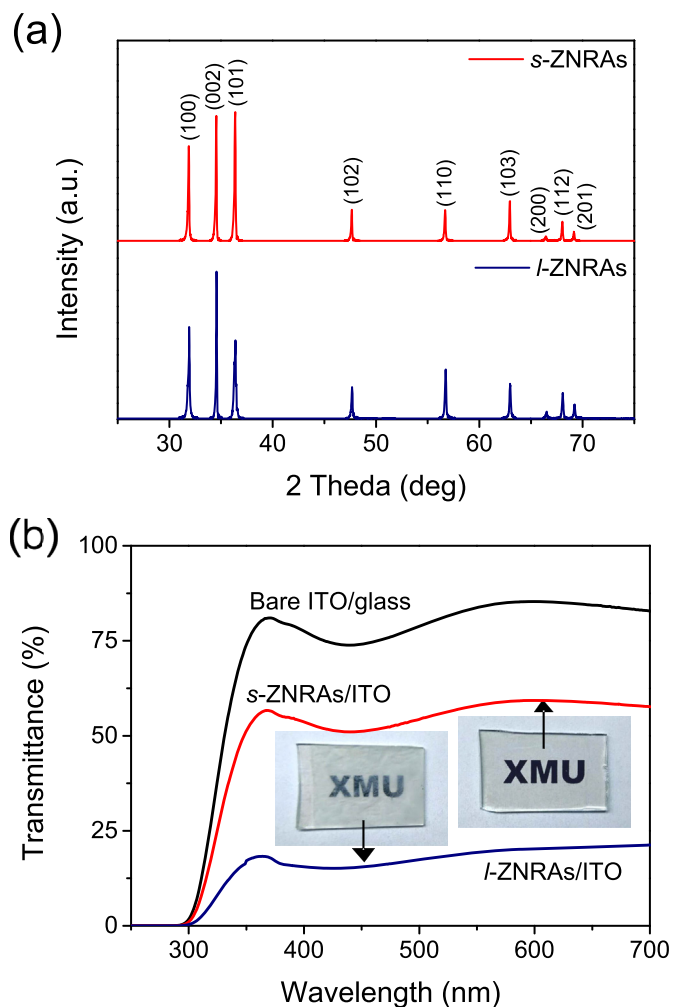 (a)
s-ZNRAs
(100)
(002)
(101)
(102)
(110)
(103)
(200)
(112)
(201)
l-ZNRAs
Intensity (a.u.)
30 40 50 60 70
2 Theda (deg)
(b)
100
75
50
25
0
Transmittance (%)
Bare ITO/glass
s-ZNRAs/ITO
XMU
XMU
l-ZNRAs/ITO
300 400 500 600 700
Wavelength (nm)